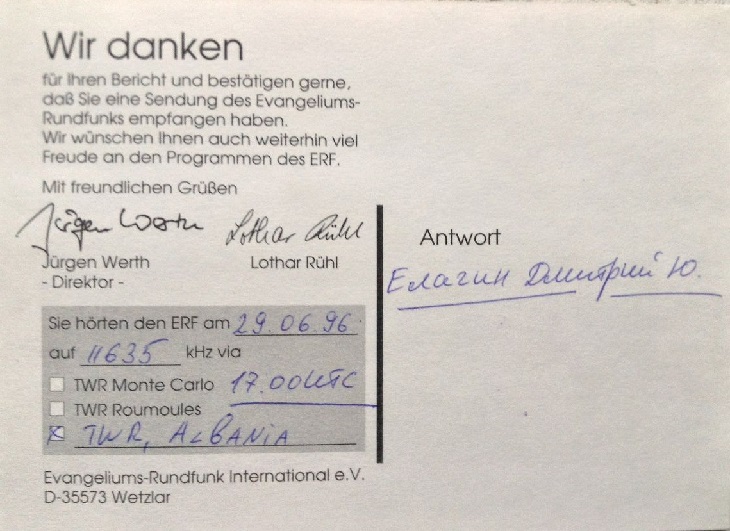 Wir danken
für Ihren Bericht und bestätigen gerne,
daß Sie eine Sendung des Evangeliums-
Rundfunks empfangen haben.
Wir wünschen Ihnen auch weiterhin viel
Freude an den Programmen des ERF.
Mit freundlichen Grüßen
Jürgen Werth Lothar Rühl
Jürgen Werth Lothar Rühl
- Direktor -
Sie hörten den ERF am 29.06.96
auf 11635 kHz via
TWR Monte Carlo 17.00 UTC
TWR Roumoules
TWR, ALBANIA
Evangeliums-Rundfunk International e.V.
D-35573 Wetzlar
Antwort
Елагин Дмитрий Ю.